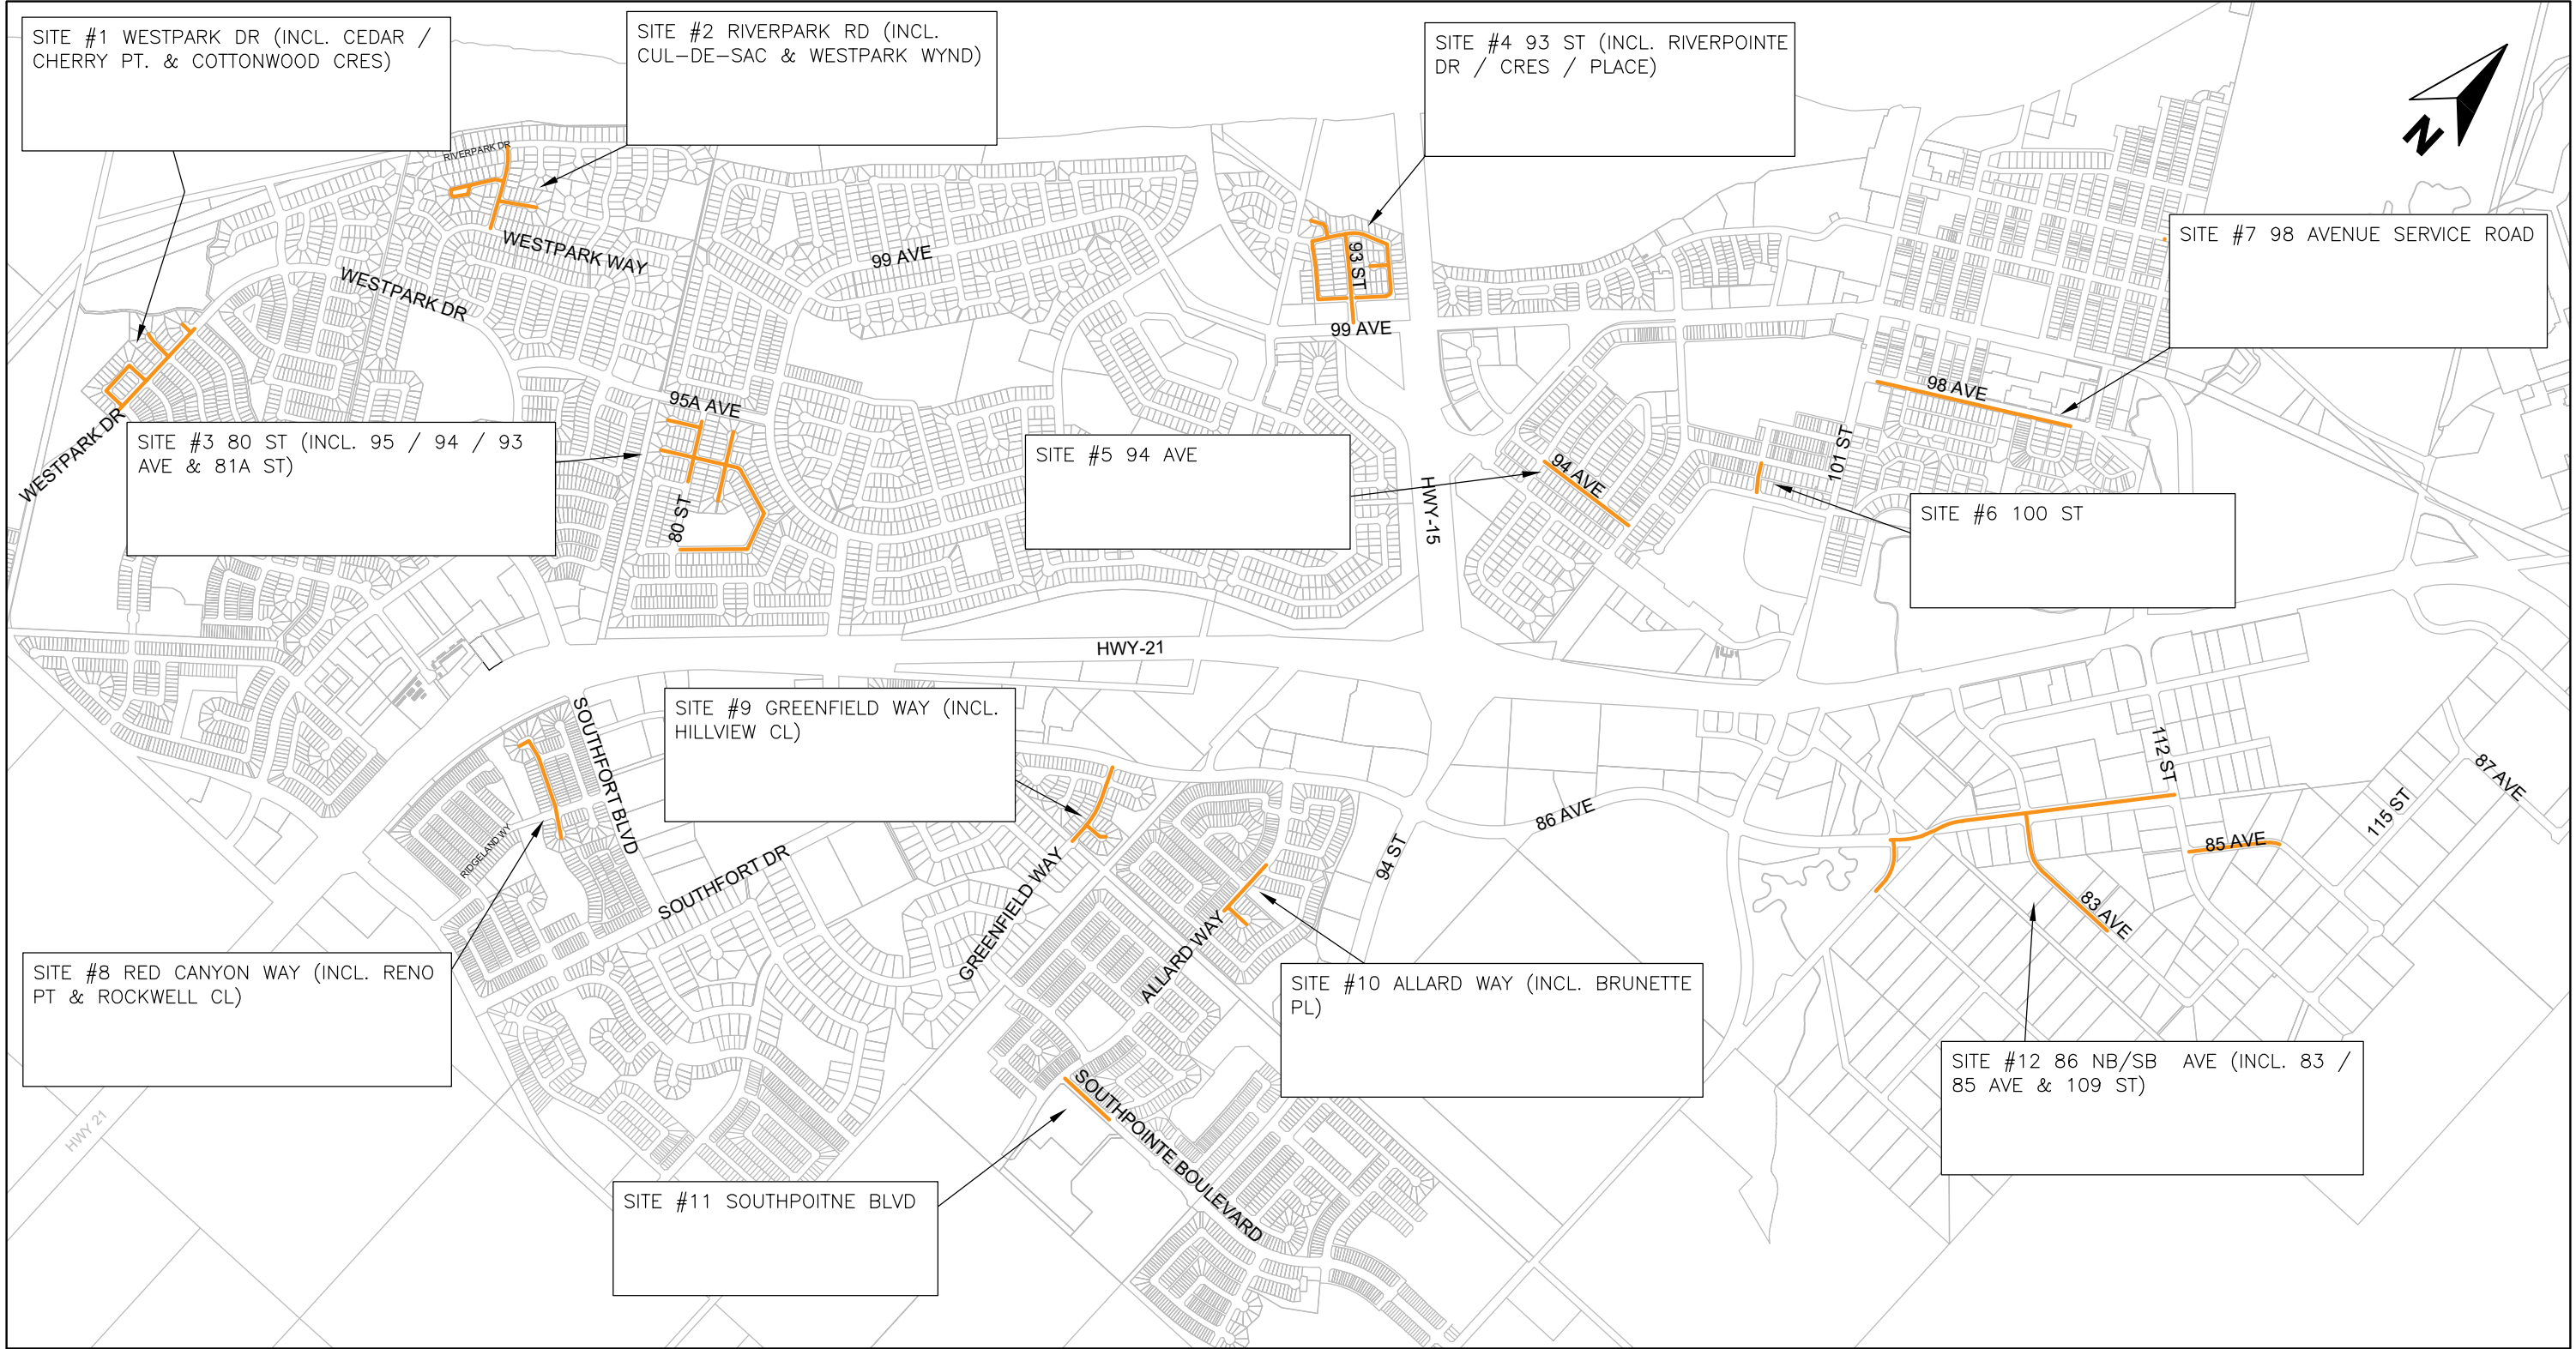 SITE #1 WESTPARK DR (INCL. CEDAR /
CHERRY PT. & COTTONWOOD CRES)
SITE #2 RIVERPARK RD (INCL.
CUL-DE-SAC & WESTPARK WYND)
SITE #4 93 ST (INCL. RIVERPOINTE
DR / CRES / PLACE)
N
RIVERPARK DR
SITE #7 98 AVENUE SERVICE ROAD
WESTPARK WAY
99 AVE
93 ST
WESTPARK DR
99 AVE
98 AVE
95A AVE
WESTPARK DR
SITE #3 80 ST (INCL. 95 / 94 / 93
AVE & 81A ST)
SITE #5 94 AVE
94 AVE
101 ST
HWY-15
80 ST
SITE #6 100 ST
HWY-21
SOUTHFORT BLVD
SITE #9 GREENFIELD WAY (INCL.
HILLVIEW CL)
112 ST
87 AVE
86 AVE
115 ST
85 AVE
94 ST
RIDGELAND WY
SOUTHFORT DR
GREENFIELD WAY
83 AVE
ALLARD WAY
SITE #8 RED CANYON WAY (INCL. RENO
PT & ROCKWELL CL)
SITE #10 ALLARD WAY (INCL. BRUNETTE
PL)
SITE #12 86 NB/SB  AVE (INCL. 83 /
85 AVE & 109 ST)
HWY 21
SOUTHPOINTE BOULEVARD
SITE #11 SOUTHPOITNE BLVD